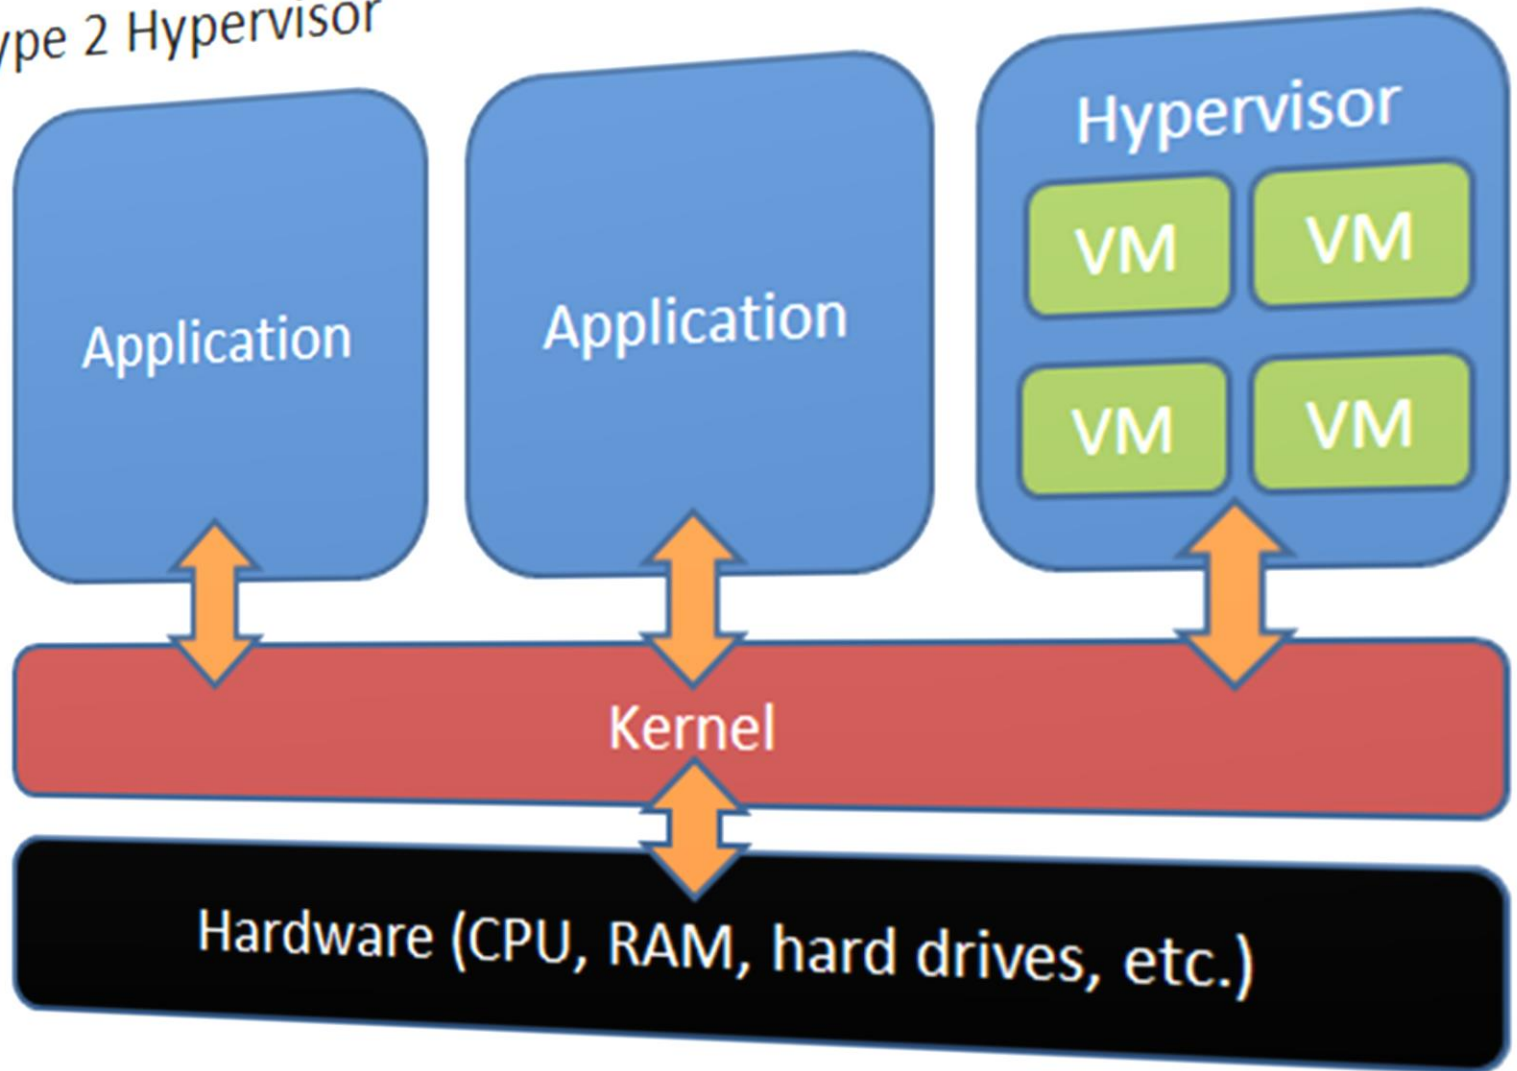 ype 2 Hypervisor
Hypervisor
VM VM
Application Application
VM VM
Kernel
Hardware (CPU, RAM, hard drives, etc.)